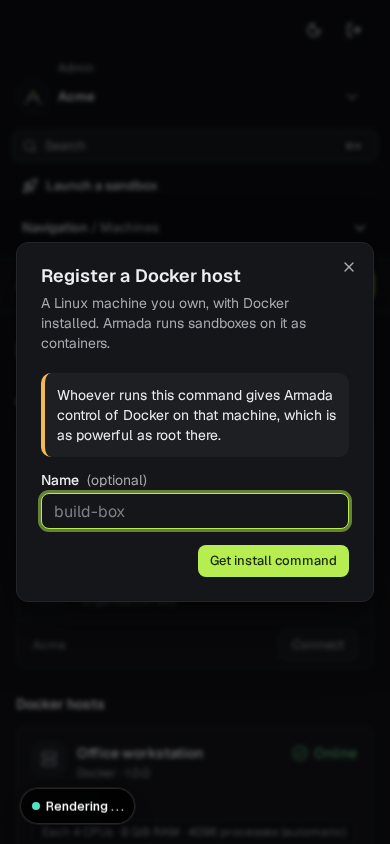 Admin
Acme
Search
Launch a sandbox
Navigation / Machines
Register a Docker host
A Linux machine you own, with Docker
installed. Armada runs sandboxes on it as
containers.
Whoever runs this command gives Armada
control of Docker on that machine, which is
as powerful as root there.
Name (optional)
build-box
Get install command
Acme
Connect
Docker hosts
Office workstation
Online
Rendering ...